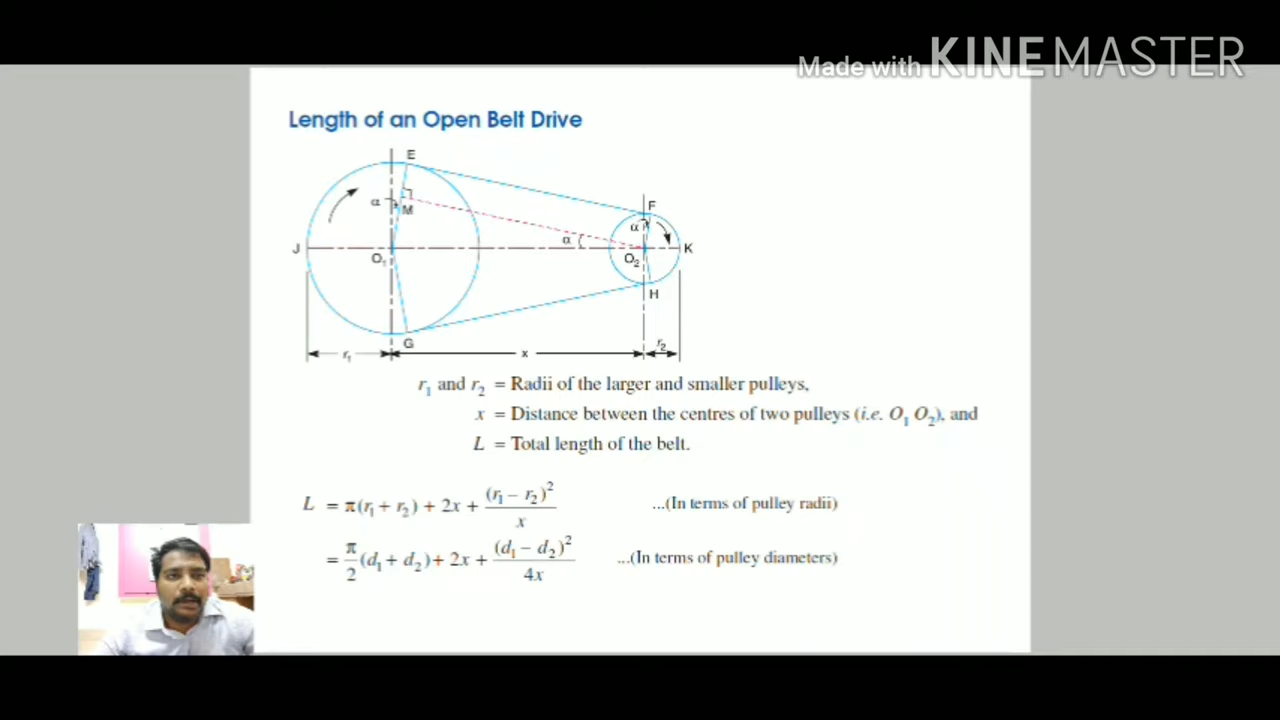 Made with KINEMASTER
Length of an Open Belt Drive
E
F
α
M
α
α
J
O₁
O₂
K
H
G
r₁
x
r₂
r₁ and r₂ = Radii of the larger and smaller pulleys,
x = Distance between the centres of two pulleys (i.e. O₁ O₂), and
L = Total length of the belt.
L = π(r₁ + r₂) + 2x + (r₁ − r₂)²/x ...(In terms of pulley radii)
= π/2 (d₁ + d₂) + 2x + (d₁ − d₂)²/4x ...(In terms of pulley diameters)